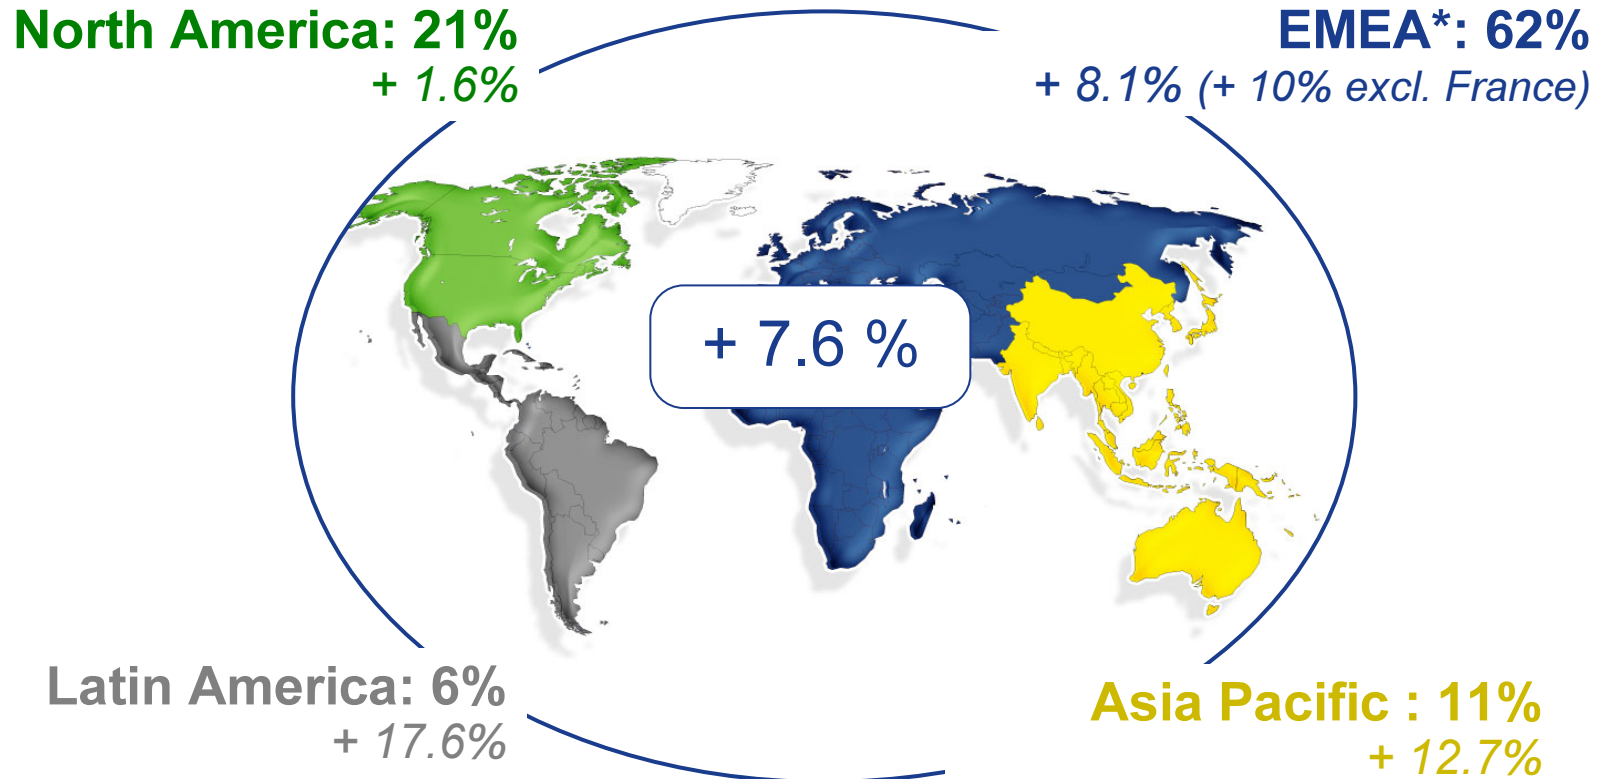 North America: 21%
+ 1.6%
EMEA*: 62%
+ 8.1% (+ 10% excl. France)
+ 7.6 %
Latin America: 6%
+ 17.6%
Asia Pacific : 11%
+ 12.7%